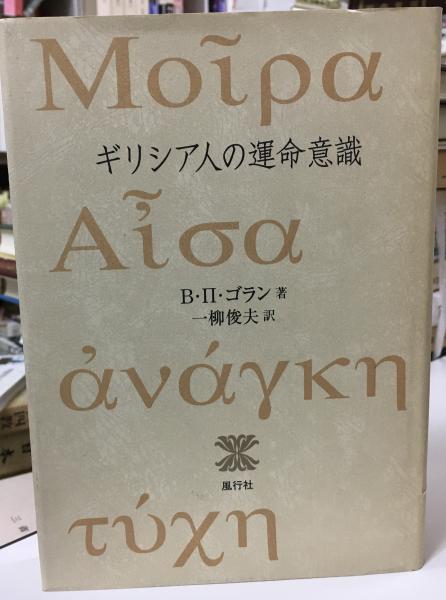 Μοῖρα
ギリシア人の運命意識
Αἶσα
В・П・ゴラン 著
一柳俊夫 訳
ἀνάγκη
風行社
τύχη